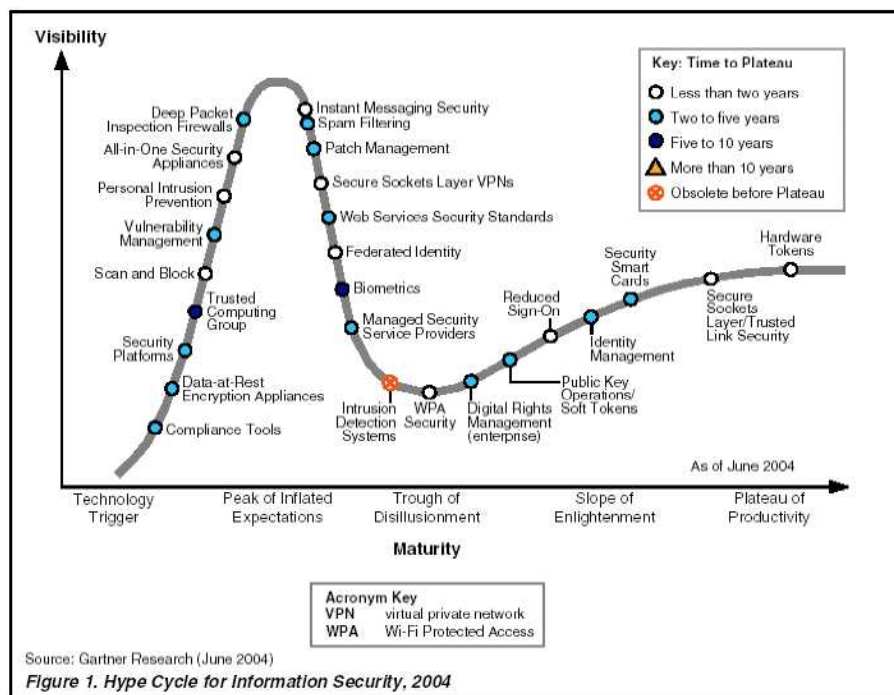 Visibility
Key: Time to Plateau
Less than two years
Two to five years
Five to 10 years
More than 10 years
Obsolete before Plateau
Deep Packet
Inspection Firewalls
All-in-One Security
Appliances
Personal Intrusion
Prevention
Vulnerability
Management
Scan and Block
Trusted
Computing
Group
Security
Platforms
Data-at-Rest
Encryption Appliances
Compliance Tools
Instant Messaging Security
Spam Filtering
Patch Management
Secure Sockets Layer VPNs
Web Services Security Standards
Federated Identity
Biometrics
Managed Security
Service Providers
Intrusion
Detection
Systems
WPA
Security
Digital Rights
Management
(enterprise)
Public Key
Operations/
Soft Tokens
Reduced
Sign-On
Identity
Management
Security
Smart
Cards
Secure
Sockets
Layer/Trusted
Link Security
Hardware
Tokens
As of June 2004
Technology
Trigger
Peak of Inflated
Expectations
Trough of
Disillusionment
Slope of
Enlightenment
Plateau of
Productivity
Maturity
Acronym Key
VPN virtual private network
WPA Wi-Fi Protected Access
Source: Gartner Research (June 2004)
Figure 1. Hype Cycle for Information Security, 2004